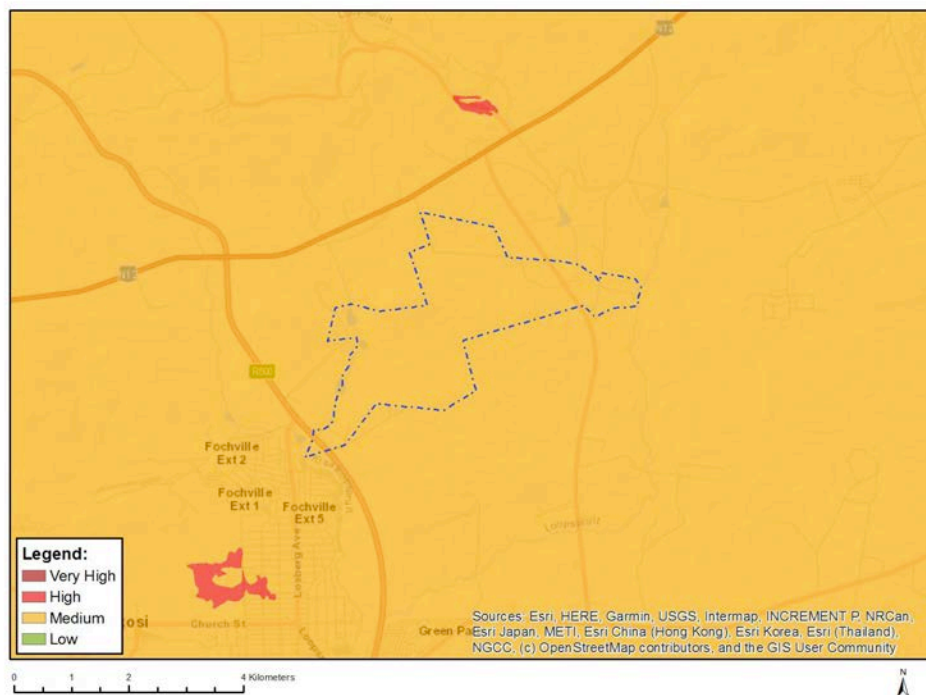 N12
N12
R500
Fochville
Ext 2
Fochville
Ext 1
Fochville
Ext 5
Losberg Ave
Church St
Legend:
Very High
High
Medium
Low
Sources: Esri, HERE, Garmin, USGS, Intermap, INCREMENT P, NRCan,
Esri Japan, METI, Esri China (Hong Kong), Esri Korea, Esri (Thailand),
NGCC, (c) OpenStreetMap contributors, and the GIS User Community
0 1 2 4 Kilometers
N